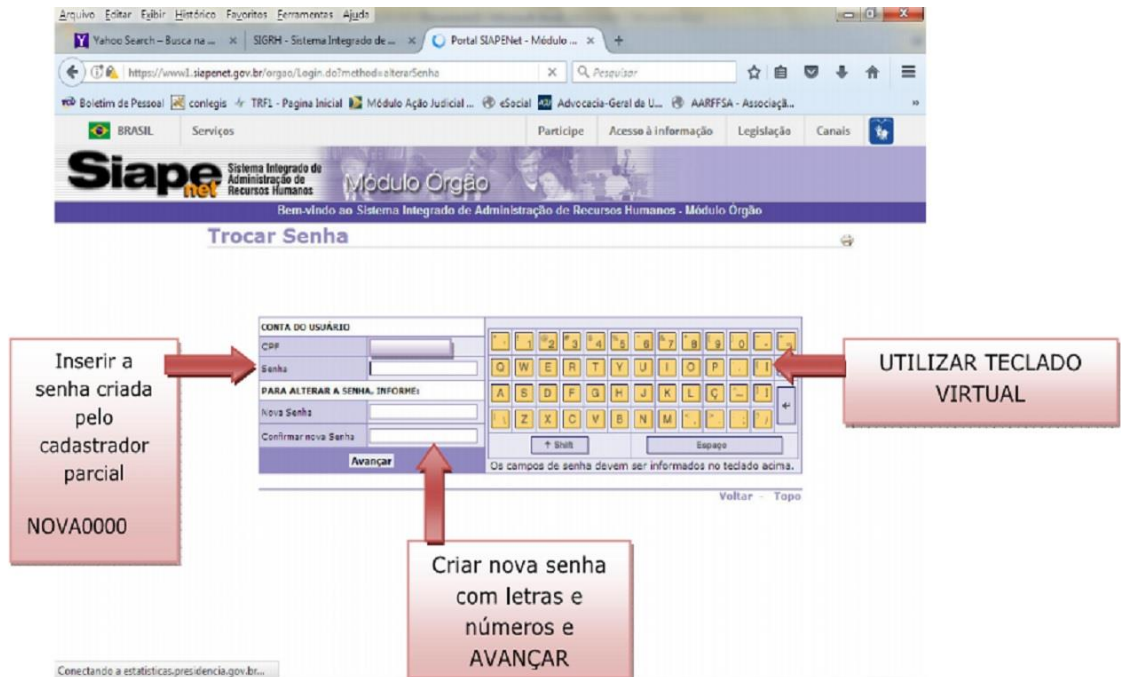 Arquivo Editar Exibir Histórico Favoritos Ferramentas Ajuda
Yahoo Search – Busca na ... × SIGRH - Sistema Integrado de ... × Portal SIAPENet - Módulo ... × +
https://www1.siapenet.gov.br/orgao/Login.do?method=alterarSenha × Pesquisar
Boletim de Pessoal conlegis TRF1 - Pagina Inicial Módulo Ação Judicial ... eSocial Advocacia-Geral da U... AARFFSA - Associaçã... »
BRASIL Serviços Participe Acesso à informação Legislação Canais
Siape net
Sistema Integrado de
Administração de
Recursos Humanos
Módulo Órgão
Bem-vindo ao Sistema Integrado de Administração de Recursos Humanos - Módulo Órgão
Trocar Senha
CONTA DO USUÁRIO
CPF
Senha
PARA ALTERAR A SENHA, INFORME:
Nova Senha
Confirmar nova Senha
Avançar
1 2 3 4 5 6 7 8 9 0
Q W E R T Y U I O P
A S D F G H J K L Ç
Z X C V B N M
↑ Shift Espaço
Os campos de senha devem ser informados no teclado acima.
Voltar - Topo
Inserir a
senha criada
pelo
cadastrador
parcial
NOVA0000
UTILIZAR TECLADO
VIRTUAL
Criar nova senha
com letras e
números e
AVANÇAR
Conectando a estatisticas.presidencia.gov.br...